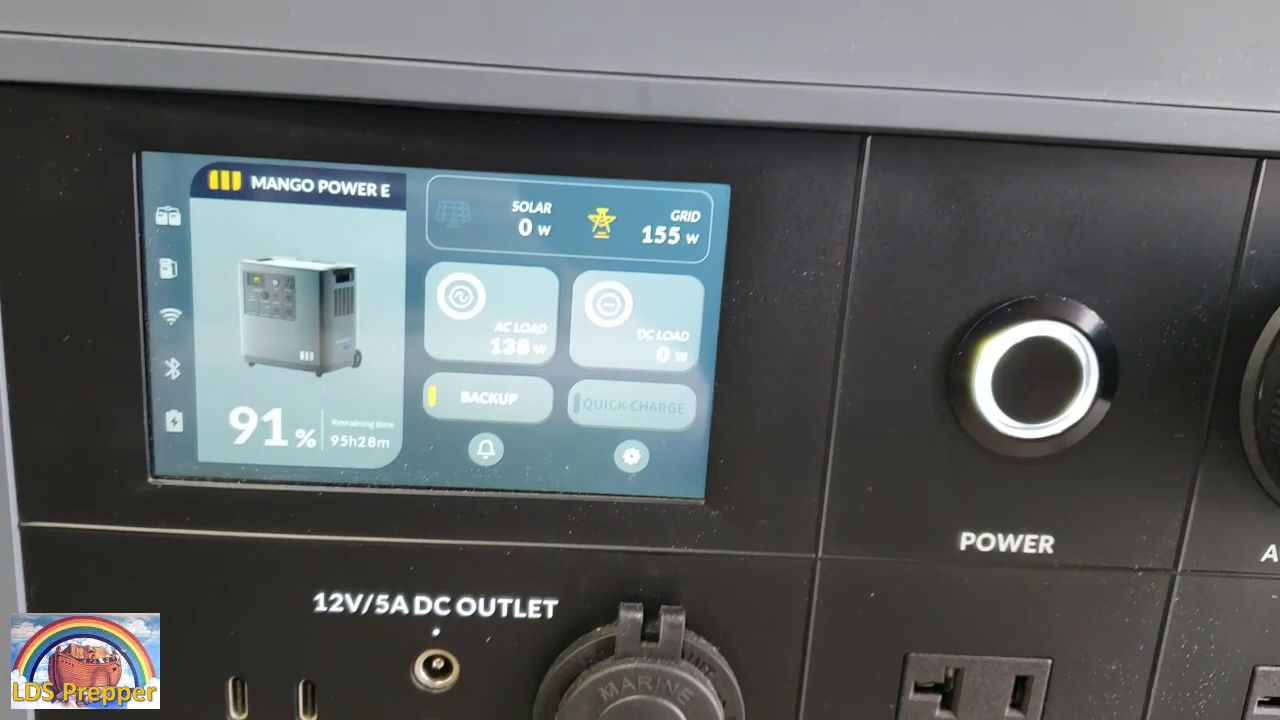 MANGO POWER E
SOLAR
0 W
GRID
155 W
AC LOAD
138 W
DC LOAD
0 W
BACKUP
QUICK CHARGE
91 %
Remaining time
95h28m
POWER
A
12V/5A DC OUTLET
MARINE
LDS Prepper